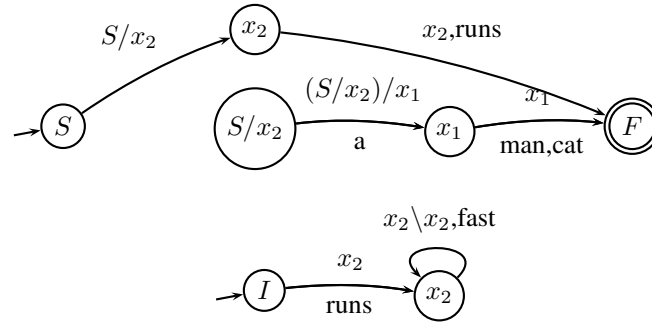 S/x₂
x₂
x₂,runs
S
S/x₂
(S/x₂)/x₁
a
x₁
x₁
man,cat
F
x₂\x₂,fast
I
x₂
runs
x₂